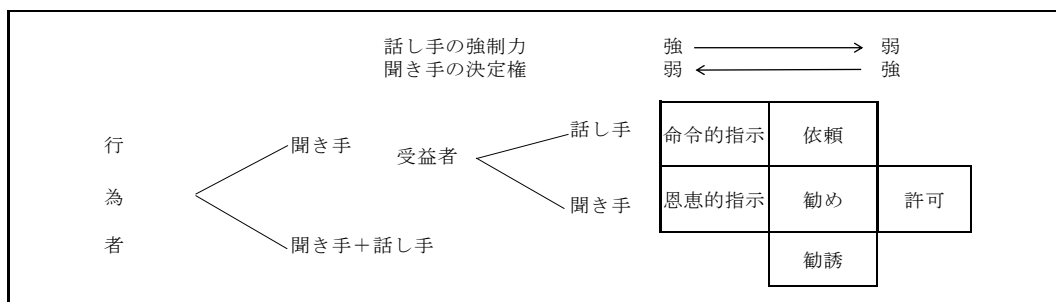 話し手の強制力 強 弱
聞き手の決定権 弱 強
話し手 命令的指示 依頼
行 聞き手 受益者
為 聞き手 恩恵的指示 勧め 許可
者 聞き手＋話し手
勧誘